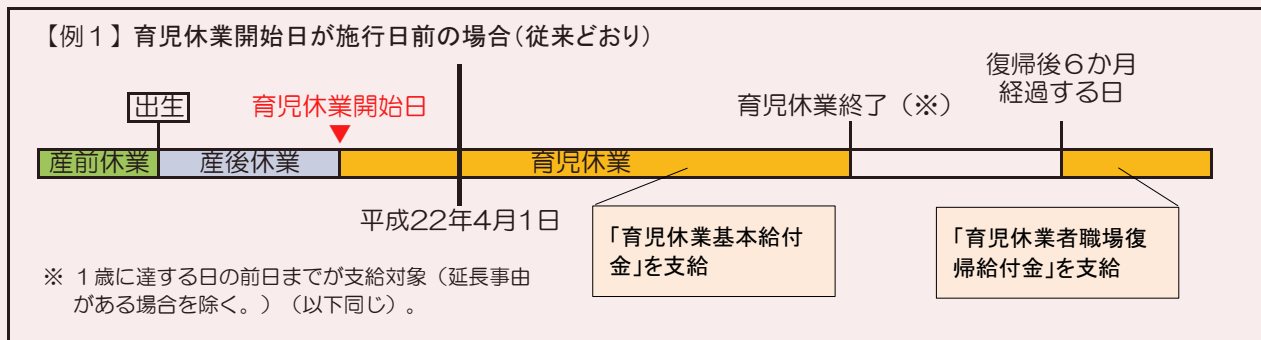 【例１】育児休業開始日が施行日前の場合（従来どおり）
復帰後６か月
経過する日
出生
育児休業開始日
育児休業終了（※）
産前休業
産後休業
育児休業
平成22年4月1日
「育児休業基本給付
金」を支給
「育児休業者職場復
帰給付金」を支給
※ １歳に達する日の前日までが支給対象（延長事由
がある場合を除く。）（以下同じ）。